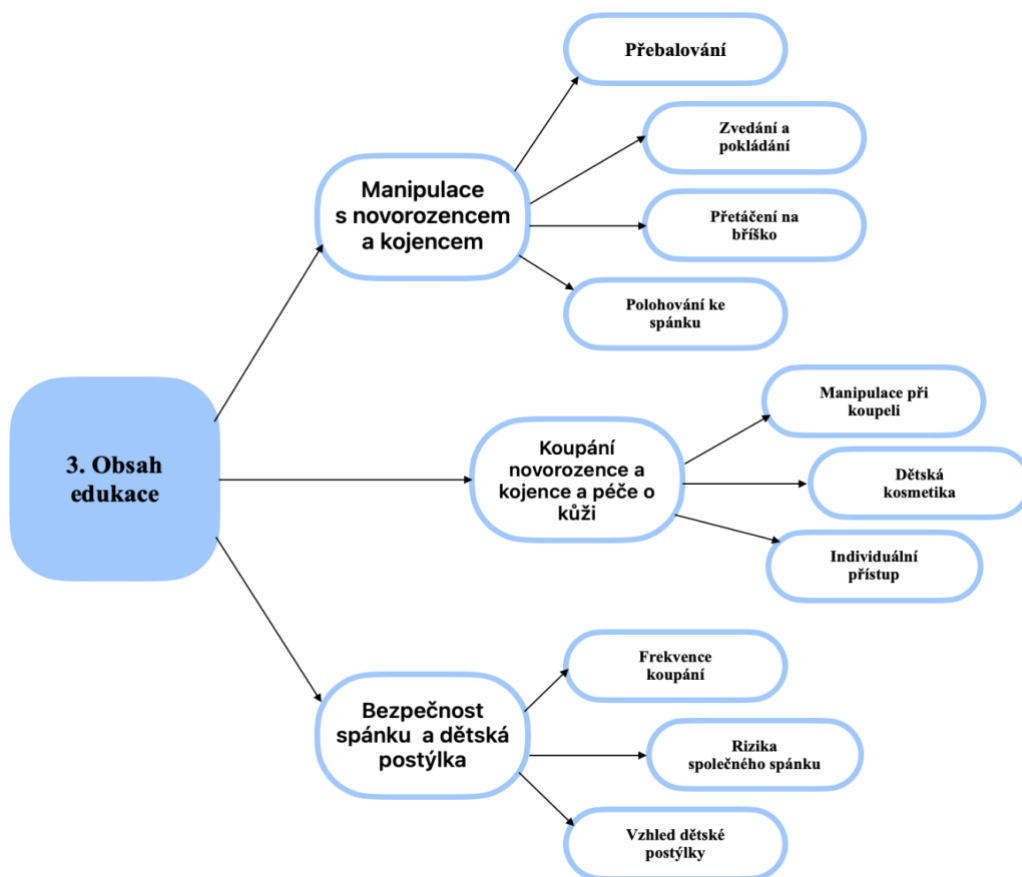 3. Obsah
edukace
Manipulace
s novorozencem
a kojencem
Přebalování
Zvedání a
pokládání
Přetáčení na
bříško
Polohování ke
spánku
Koupání
novorozence a
kojence a péče o
kůži
Manipulace při
koupeli
Dětská
kosmetika
Individuální
přístup
Bezpečnost
spánku  a dětská
postýlka
Frekvence
koupání
Rizika
společného spánku
Vzhled dětské
postýlky